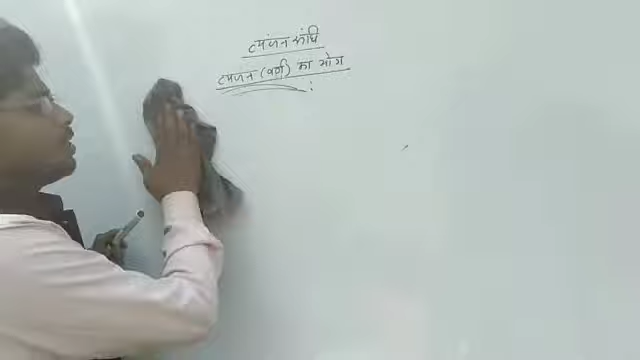 व्यंजन संधि
व्यंजन (वर्ण) का योग :